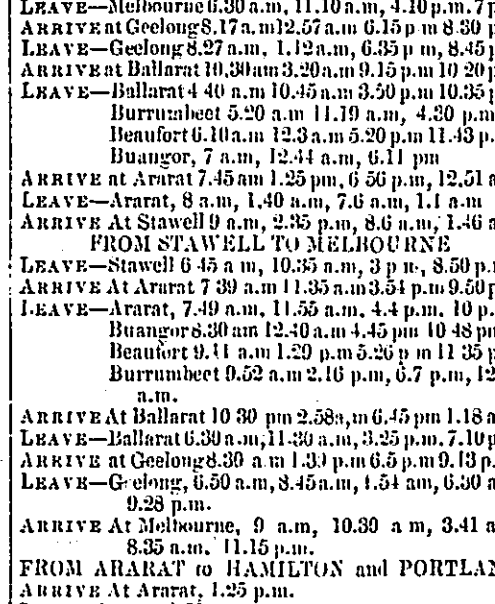 LEAVE—Melbourne 6.30 a.m, 11.10 a.m, 4.10 p.m. 7 p
ARRIVE at Geelong 8.17 a.m 12.57 a.m 6.15 p m 8.30 p
LEAVE—Geelong 8.27 a.m, 1.12 a.m, 6.35 p m, 8.45 p
ARRIVE at Ballarat 10.30 am 3.20 a.m 9.15 p.m 10 20 p
LEAVE—Ballarat 4 40 a.m 10.45 a.m 3.50 p.m 10.35 p
Burrumbeet 5.20 a.m 11.19 a.m, 4.30 p.m
Beaufort 6.10 a.m 12.3 a.m 5.20 p.m 11.43 p.
Buangor, 7 a.m, 12.44 a.m, 6.11 pm
ARRIVE at Ararat 7.45 am 1.25 pm, 6 56 p.m, 12.51 a
LEAVE—Ararat, 8 a.m, 1.40 a.m, 7.6 a.m, 1.1 a.m
ARRIVE At Stawell 9 a.m, 2.35 p.m, 8.6 a.m, 1.46 a
FROM STAWELL TO MELBOURNE
LEAVE—Stawell 6 45 a m, 10.35 a.m, 3 p m, 8.50 p.m
ARRIVE At Ararat 7 39 a.m 11.35 a.m 3.54 p.m 9.50 p
LEAVE—Ararat, 7.49 a.m, 11.55 a.m, 4.4 p.m. 10 p.
Buangor 8.30 am 12.40 a.m 4.45 pm 10 48 pm
Beaufort 9.11 a.m 1.29 p.m 5.26 p m 11 35 p
Burrumbeet 9.52 a.m 2.16 p.m, 6.7 p.m, 12
a.m.
ARRIVE At Ballarat 10 30 pm 2.58 a,m 6.45 pm 1.18 a
LEAVE—Ballarat 6.30 a.m, 11.30 a.m, 3.25 p.m. 7.10 p
ARRIVE at Geelong 8.39 a.m 1.39 p.m 6.5 p.m 9.13 p.
LEAVE—Geelong, 6.50 a.m, 8.45 a.m, 1.54 am, 6.30 a
9.28 p.m.
ARRIVE At Melbourne, 9 a.m, 10.30 a m, 3.41 a
8.35 a.m. 11.15 p.m.
FROM ARARAT to HAMILTON and PORTLAN
ARRIVE At Ararat, 1.25 p.m.